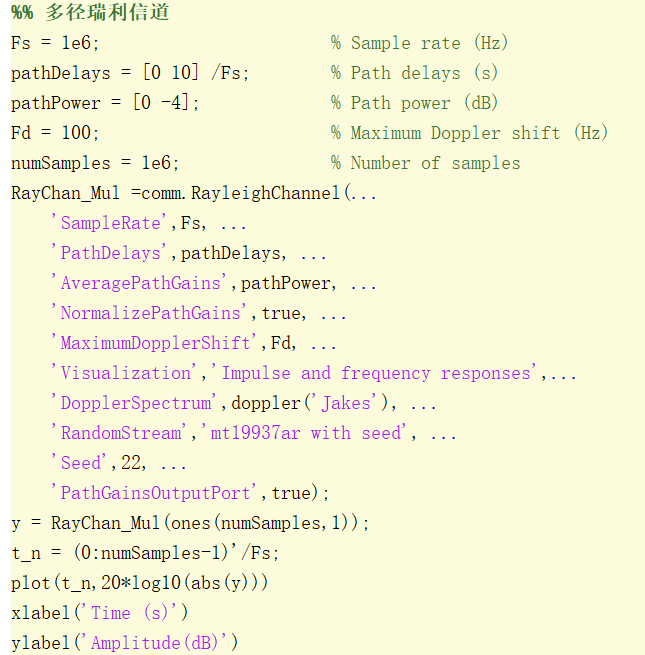 %% 多径瑞利信道
Fs = 1e6; % Sample rate (Hz)
pathDelays = [0 10] /Fs; % Path delays (s)
pathPower = [0 -4]; % Path power (dB)
Fd = 100; % Maximum Doppler shift (Hz)
numSamples = 1e6; % Number of samples
RayChan_Mul =comm.RayleighChannel(...
'SampleRate',Fs, ...
'PathDelays',pathDelays, ...
'AveragePathGains',pathPower, ...
'NormalizePathGains',true, ...
'MaximumDopplerShift',Fd, ...
'Visualization','Impulse and frequency responses',...
'DopplerSpectrum',doppler('Jakes'), ...
'RandomStream','mt19937ar with seed', ...
'Seed',22, ...
'PathGainsOutputPort',true);
y = RayChan_Mul(ones(numSamples,1));
t_n = (0:numSamples-1)'/Fs;
plot(t_n,20*log10(abs(y)))
xlabel('Time (s)')
ylabel('Amplitude(dB)')